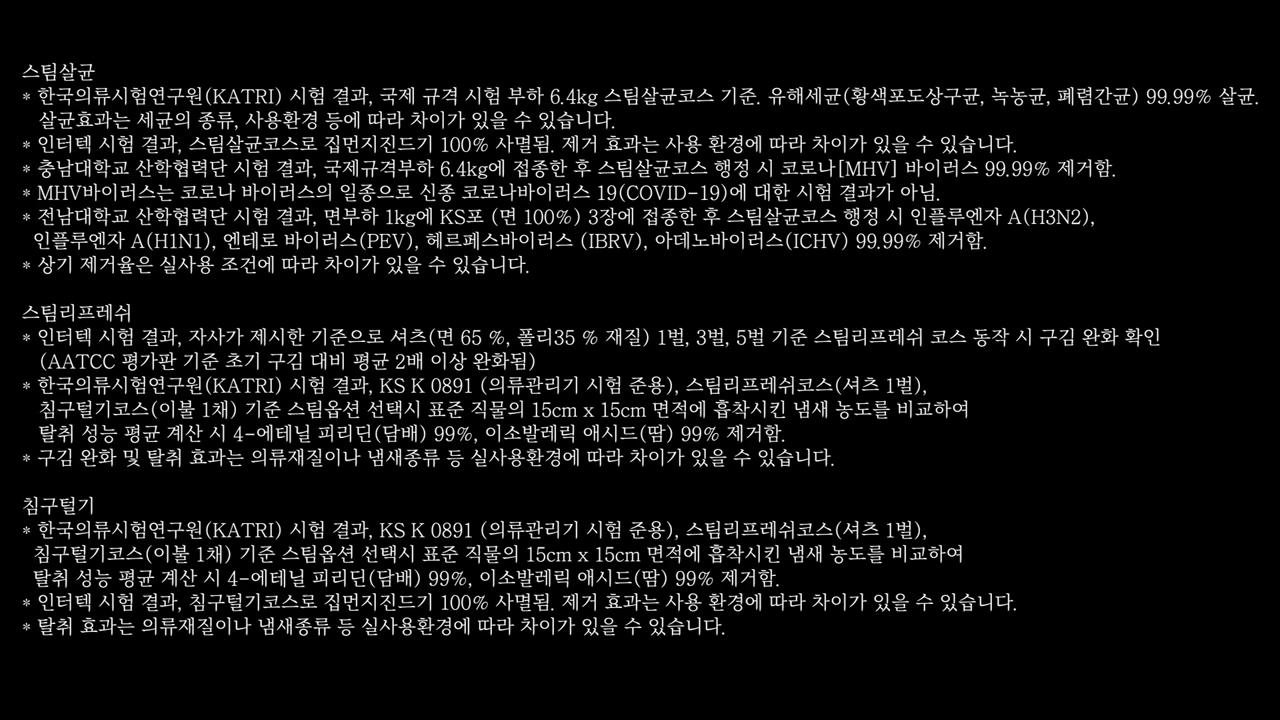 스팀살균
* 한국의류시험연구원(KATRI) 시험 결과, 국제 규격 시험 부하 6.4kg 스팀살균코스 기준. 유해세균(황색포도상구균, 녹농균, 폐렴간균) 99.99% 살균.
살균효과는 세균의 종류, 사용환경 등에 따라 차이가 있을 수 있습니다.
* 인터텍 시험 결과, 스팀살균코스로 집먼지진드기 100% 사멸됨. 제거 효과는 사용 환경에 따라 차이가 있을 수 있습니다.
* 충남대학교 산학협력단 시험 결과, 국제규격부하 6.4kg에 접종한 후 스팀살균코스 행정 시 코로나[MHV] 바이러스 99.99% 제거함.
* MHV바이러스는 코로나 바이러스의 일종으로 신종 코로나바이러스 19(COVID-19)에 대한 시험 결과가 아님.
* 전남대학교 산학협력단 시험 결과, 면부하 1kg에 KS포 (면 100%) 3장에 접종한 후 스팀살균코스 행정 시 인플루엔자 A(H3N2),
인플루엔자 A(H1N1), 엔테로 바이러스(PEV), 헤르페스바이러스 (IBRV), 아데노바이러스(ICHV) 99.99% 제거함.
* 상기 제거율은 실사용 조건에 따라 차이가 있을 수 있습니다.
스팀리프레쉬
* 인터텍 시험 결과, 자사가 제시한 기준으로 셔츠(면 65 %, 폴리35 % 재질) 1벌, 3벌, 5벌 기준 스팀리프레쉬 코스 동작 시 구김 완화 확인
(AATCC 평가판 기준 초기 구김 대비 평균 2배 이상 완화됨)
* 한국의류시험연구원(KATRI) 시험 결과, KS K 0891 (의류관리기 시험 준용), 스팀리프레쉬코스(셔츠 1벌),
침구털기코스(이불 1채) 기준 스팀옵션 선택시 표준 직물의 15cm x 15cm 면적에 흡착시킨 냄새 농도를 비교하여
탈취 성능 평균 계산 시 4-에테닐 피리딘(담배) 99%, 이소발레릭 애시드(땀) 99% 제거함.
* 구김 완화 및 탈취 효과는 의류재질이나 냄새종류 등 실사용환경에 따라 차이가 있을 수 있습니다.
침구털기
* 한국의류시험연구원(KATRI) 시험 결과, KS K 0891 (의류관리기 시험 준용), 스팀리프레쉬코스(셔츠 1벌),
침구털기코스(이불 1채) 기준 스팀옵션 선택시 표준 직물의 15cm x 15cm 면적에 흡착시킨 냄새 농도를 비교하여
탈취 성능 평균 계산 시 4-에테닐 피리딘(담배) 99%, 이소발레릭 애시드(땀) 99% 제거함.
* 인터텍 시험 결과, 침구털기코스로 집먼지진드기 100% 사멸됨. 제거 효과는 사용 환경에 따라 차이가 있을 수 있습니다.
* 탈취 효과는 의류재질이나 냄새종류 등 실사용환경에 따라 차이가 있을 수 있습니다.